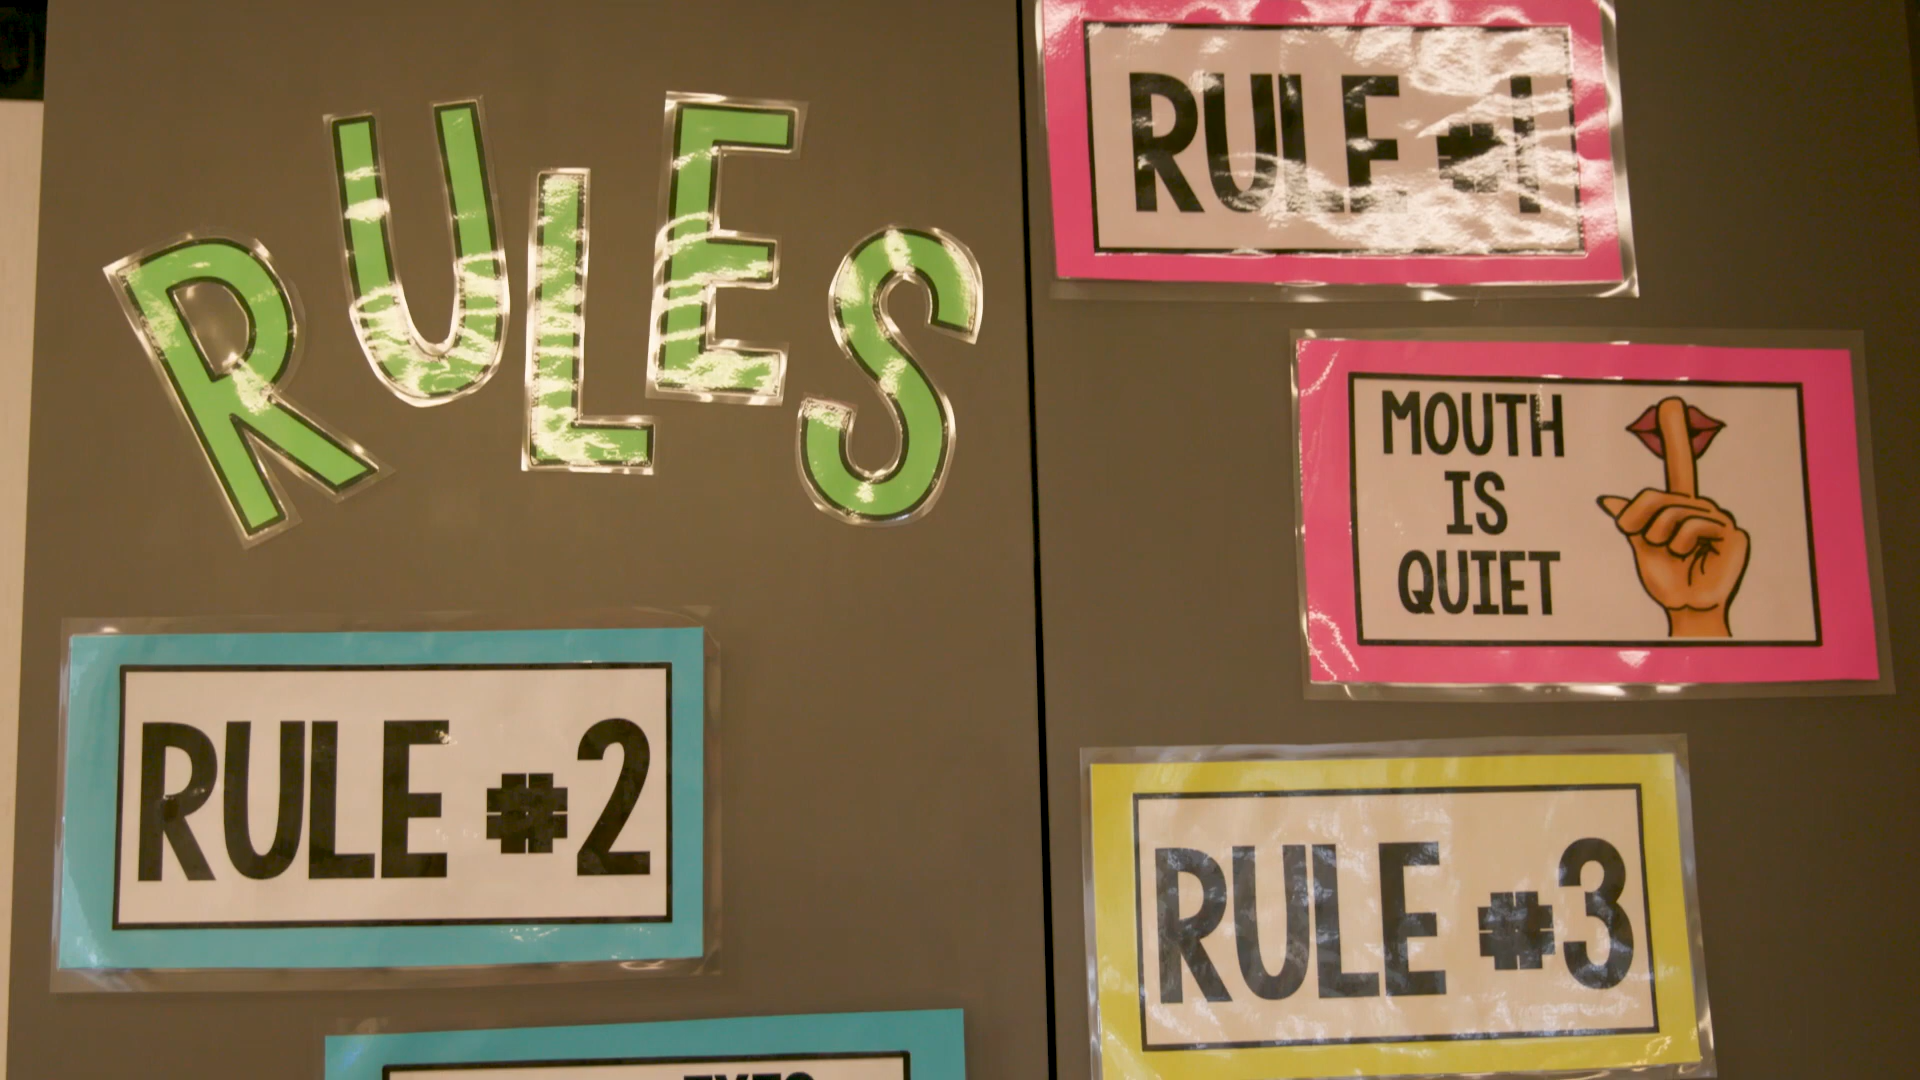 RULES
RULE #1
MOUTH
IS
QUIET
RULE #2
RULE #3